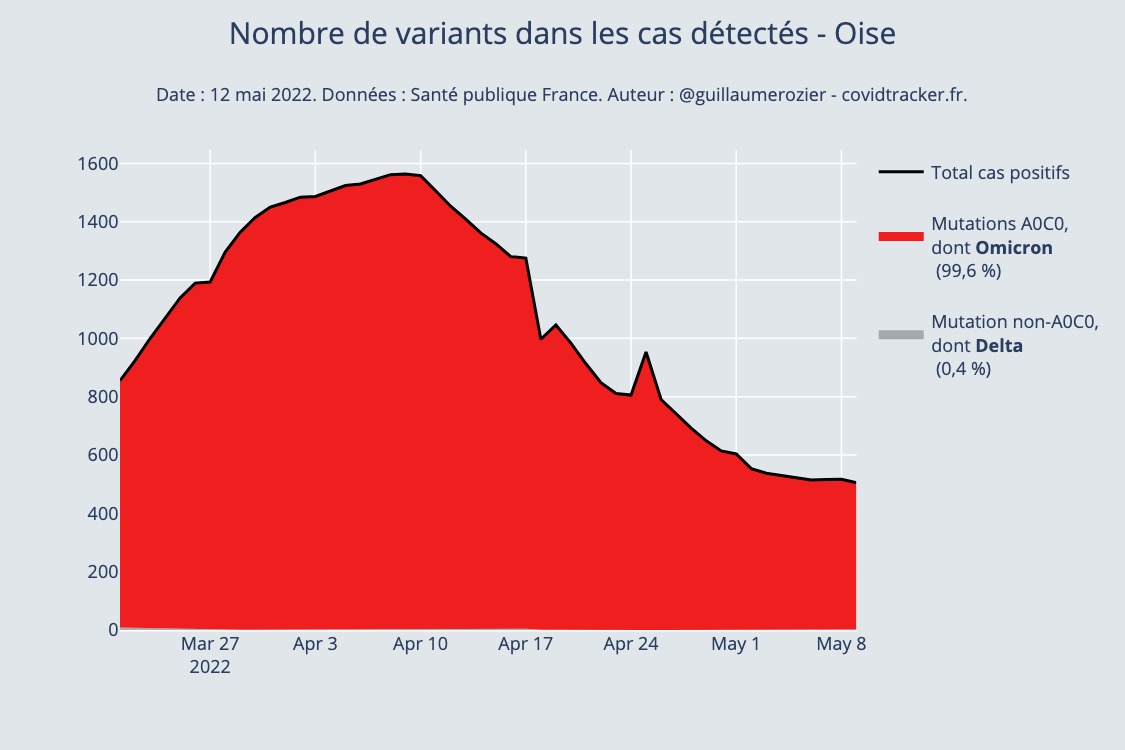 Nombre de variants dans les cas détectés - Oise
Date : 12 mai 2022. Données : Santé publique France. Auteur : @guillaumerozier - covidtracker.fr.
1600
1400
1200
1000
800
600
400
200
0
Mar 27
2022
Apr 3
Apr 10
Apr 17
Apr 24
May 1
May 8
Total cas positifs
Mutations A0C0,
dont Omicron
(99,6 %)
Mutation non-A0C0,
dont Delta
(0,4 %)